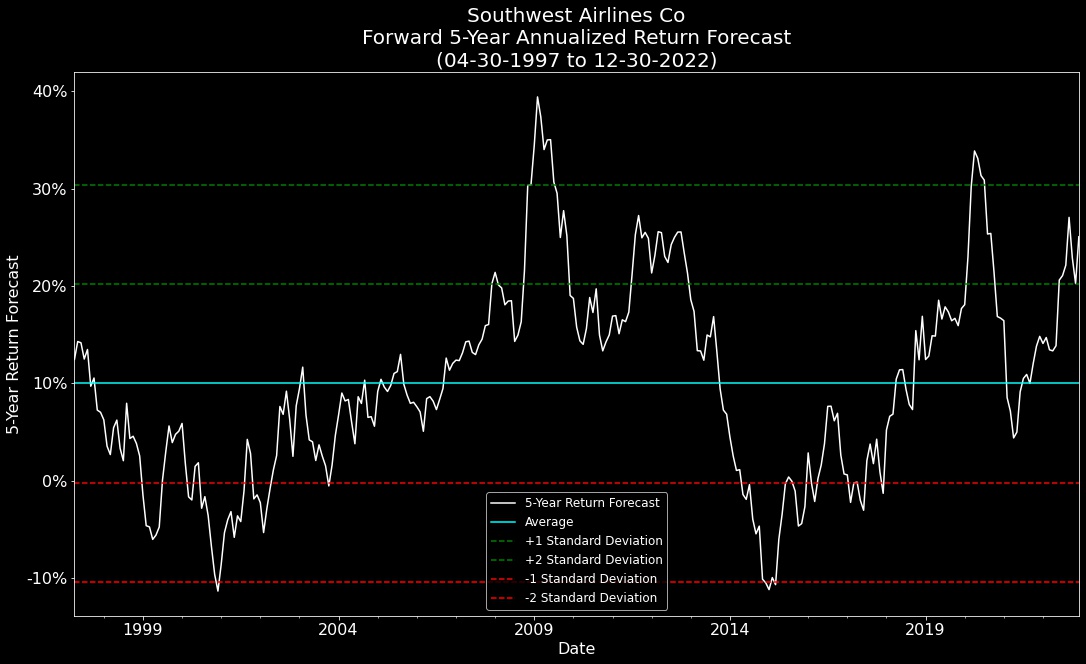 Southwest Airlines Co
Forward 5-Year Annualized Return Forecast
(04-30-1997 to 12-30-2022)
40%
30%
20%
10%
0%
-10%
5-Year Return Forecast
5-Year Return Forecast
Average
+1 Standard Deviation
+2 Standard Deviation
-1 Standard Deviation
-2 Standard Deviation
1999
2004
2009
2014
2019
Date